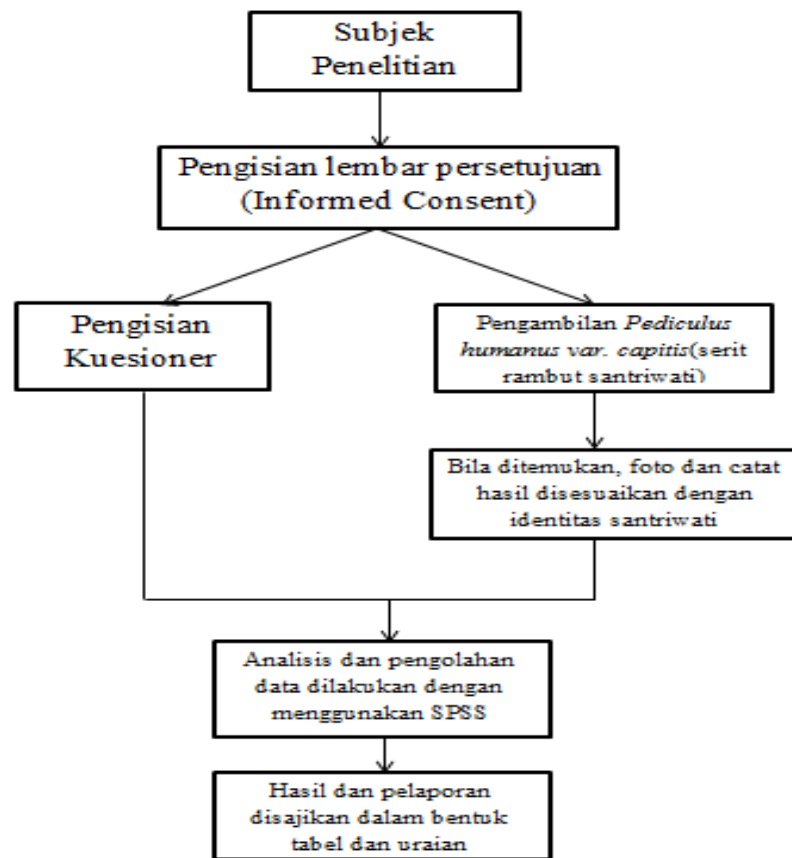 Subjek
Penelitian
Pengisian lembar persetujuan
(Informed Consent)
Pengisian
Kuesioner
Pengambilan Pediculus
humanus var. capitis(serit
rambut santriwati)
Bila ditemukan, foto dan catat
hasil disesuaikan dengan
identitas santriwati
Analisis dan pengolahan
data dilakukan dengan
menggunakan SPSS
Hasil dan pelaporan
disajikan dalam bentuk
tabel dan uraian